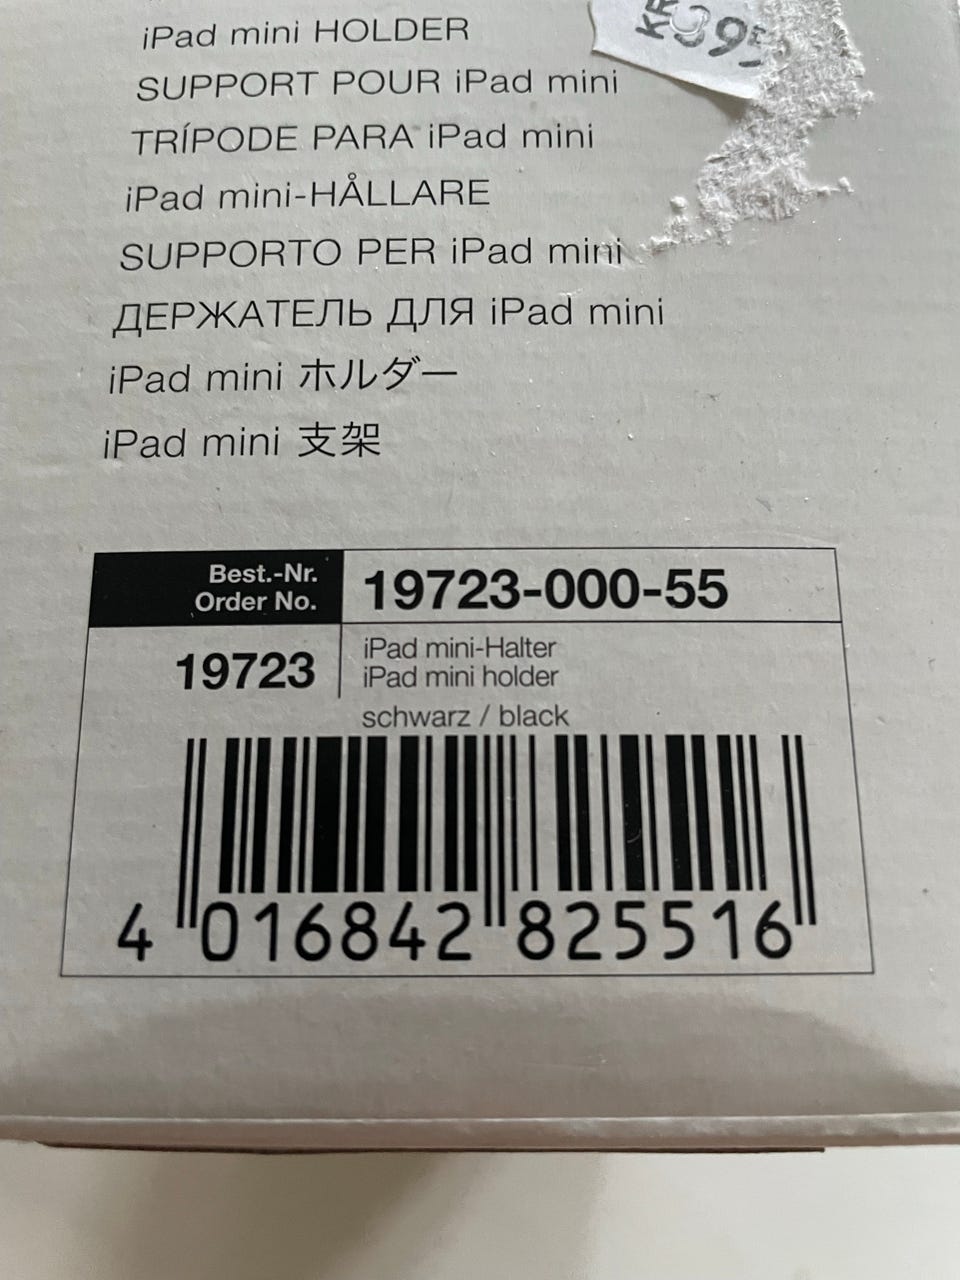 iPad mini HOLDER
SUPPORT POUR iPad mini
TRÍPODE PARA iPad mini
iPad mini-HÅLLARE
SUPPORTO PER iPad mini
ДЕРЖАТЕЛЬ ДЛЯ iPad mini
iPad mini ホルダー
iPad mini 支架
Best.-Nr.
Order No.
19723-000-55
19723
iPad mini-Halter
iPad mini holder
schwarz / black
4 016842 825516